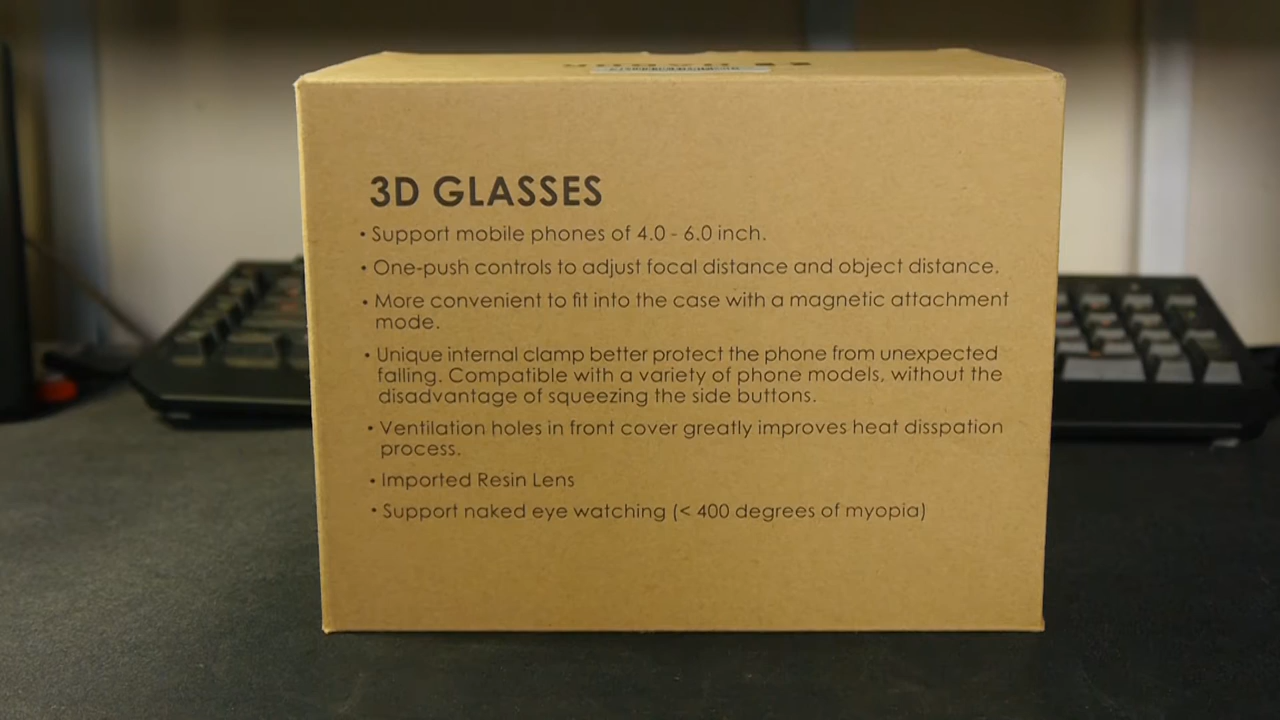 3D GLASSES
• Support mobile phones of 4.0 - 6.0 inch.
• One-push controls to adjust focal distance and object distance.
• More convenient to fit into the case with a magnetic attachment
mode.
• Unique internal clamp better protect the phone from unexpected
falling. Compatible with a variety of phone models, without the
disadvantage of squeezing the side buttons.
• Ventilation holes in front cover greatly improves heat disspation
process.
• Imported Resin Lens
• Support naked eye watching (< 400 degrees of myopia)